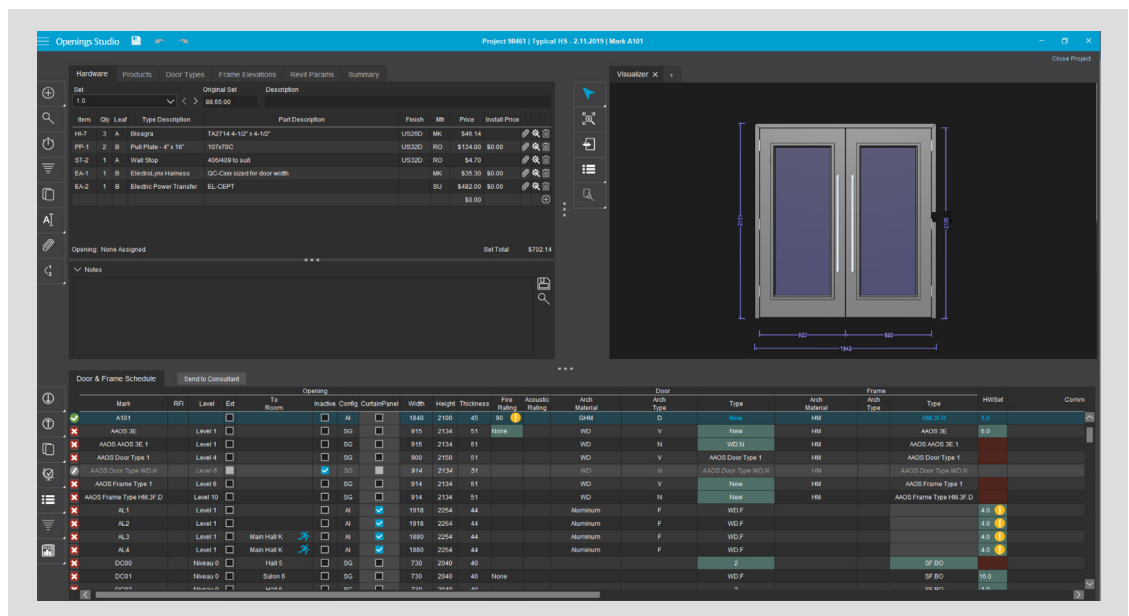 Openings Studio Project 98461 | Typical HS - 2.11.2019 | Mark A101
Close Project
Hardware Products Door Types Frame Elevations Revit Params Summary
Visualizer X +
Set Original Set Description
1.0 < > 88.65.00
Item Qty Leaf Type Description Part Description Finish Mfr Price Install Price
HI-7 3 A Bisagra TA2714 4-1/2" x 4-1/2" US26D MK $46.14
PP-1 2 B Pull Plate - 4" x 16" 107x70C US32D RO $134.00 $0.00
ST-2 1 A Wall Stop 406/409 to suit US32D RO $4.70
EA-1 1 B ElectroLynx Harness QC-Cxxx sized for door width MK $35.30 $0.00
EA-2 1 B Electric Power Transfer EL-CEPT SU $482.00 $0.00
$0.00
Opening: None Assigned Set Total $702.14
Notes
2151
2100
920 920
1942
Door & Frame Schedule Send to Consultant
Opening Door Frame
Mark RFI Level Ext To Room Inactive Config CurtainPanel Width Height Thickness Fire Rating Acoustic Rating Arch Material Arch Type Type Arch Material Arch Type Type HWSet Comm
A101 AI 1840 2100 45 90 GHM D New HM HM.3F.D 1.0
AAOS 3E Level 1 SG 915 2134 51 None WD V New HM AAOS 3E 6.0
AAOS AAOS 3E.1 Level 1 SG 915 2134 51 WD N WD.N HM AAOS AAOS 3E.1
AAOS Door Type 1 Level 4 SG 900 2150 51 WD V AAOS Door Type 1 HM AAOS Door Type 1
AAOS Door Type WD.N Level 6 SG 914 2134 51 WD N AAOS Door Type WD.N HM AAOS Door Type WD.N
AAOS Frame Type 1 Level 6 SG 914 2134 51 WD V New HM AAOS Frame Type 1
AAOS Frame Type HM.3F.D Level 10 SG 914 2134 51 WD N New HM AAOS Frame Type HM.3F.D
AL1 Level 1 AI 1918 2254 44 Aluminum F WD.F 4.0
AL2 Level 1 AI 1918 2254 44 Aluminum F WD.F 4.0
AL3 Level 1 Main Hall K AI 1880 2254 44 Aluminum F WD.F 4.0
AL4 Level 1 Main Hall K AI 1880 2254 44 Aluminum F WD.F 4.0
DC00 Niveau 0 Hall 5 SG 730 2040 40 2 SF.BO
DC01 Niveau 0 Salon 6 SG 730 2040 40 None WD.F SF.BO 16.0